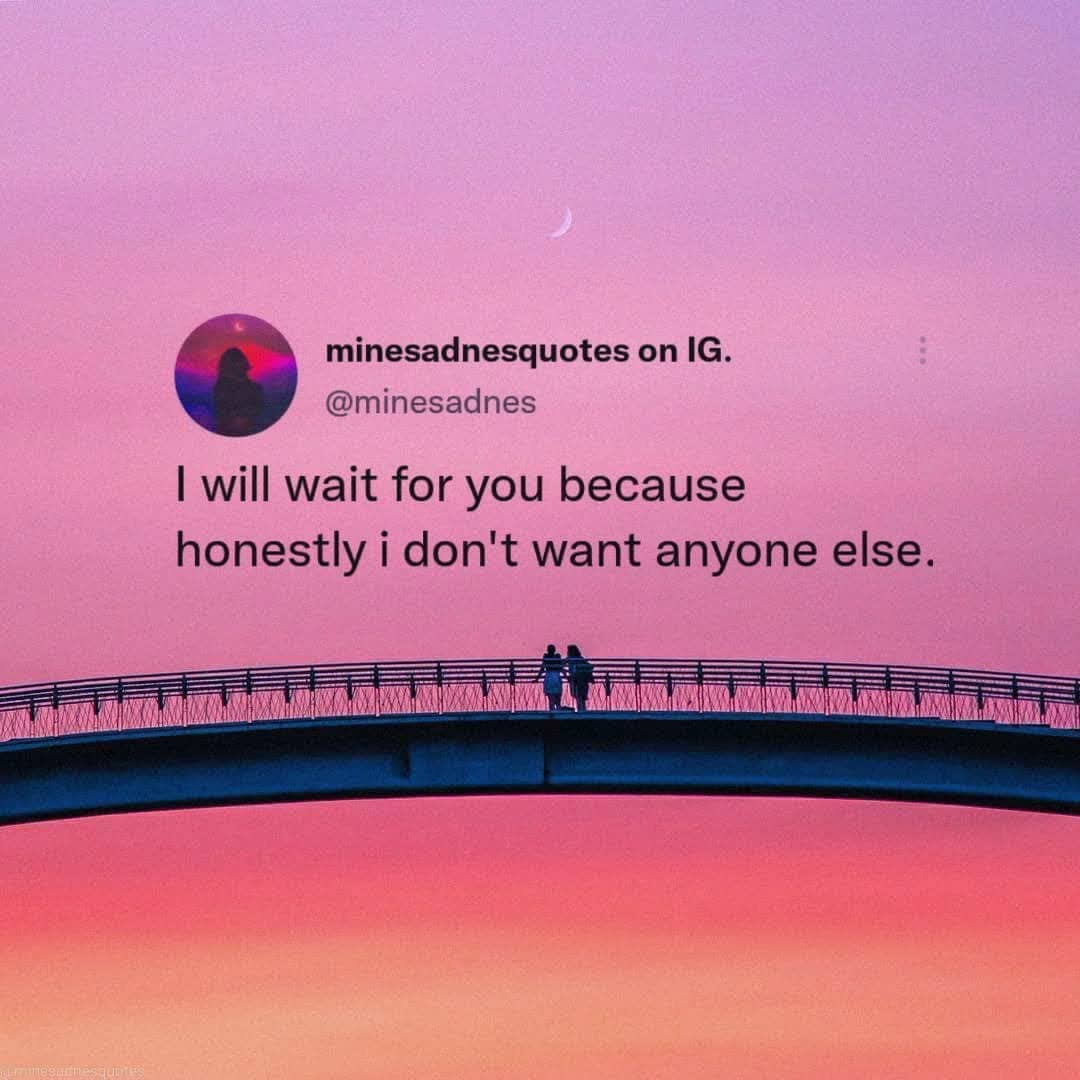 minesadnesquotes on IG.
@minesadnes
I will wait for you because
honestly i don't want anyone else.
@minesadnesquotes